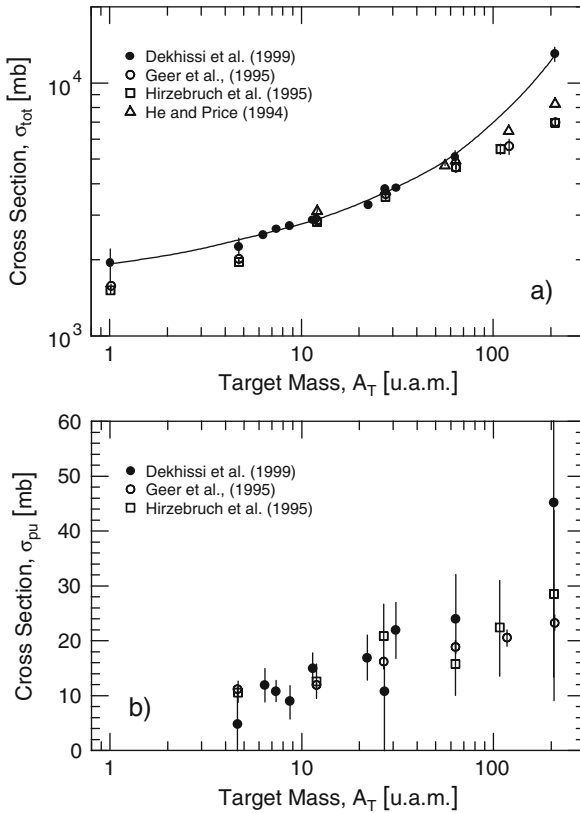 a)
Dekhissi et al. (1999)
Geer et al., (1995)
Hirzebruch et al. (1995)
He and Price (1994)
Cross Section, σtot [mb]
10^4
10^3
1 10 100
Target Mass, A_T [u.a.m.]
Dekhissi et al. (1999)
Geer et al., (1995)
Hirzebruch et al. (1995)
b)
Cross Section, σpu [mb]
60
50
40
30
20
10
0
1 10 100
Target Mass, A_T [u.a.m.]